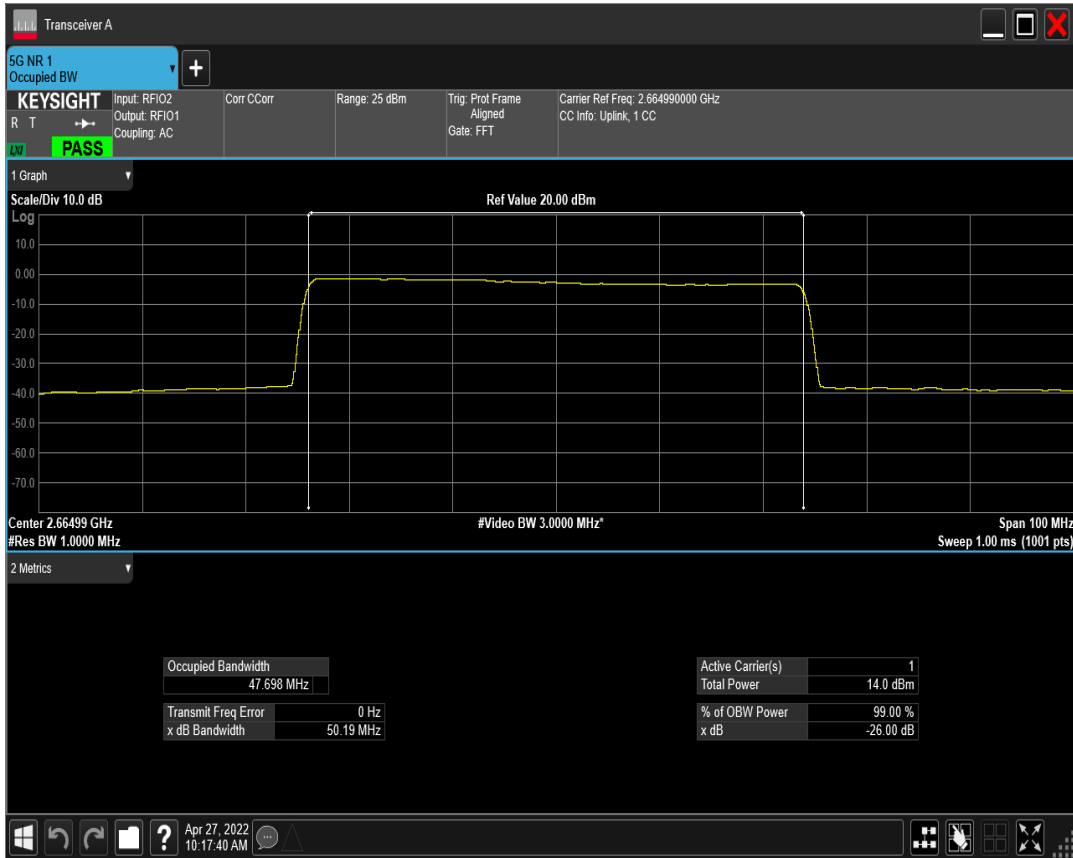 Transceiver A
5G NR 1
Occupied BW
+
KEYSIGHT
R T
LXI
PASS
Input: RFIO2
Output: RFIO1
Coupling: AC
Corr CCorr
Range: 25 dBm
Trig: Prot Frame
Aligned
Gate: FFT
Carrier Ref Freq: 2.664990000 GHz
CC Info: Uplink, 1 CC
1 Graph
Scale/Div 10.0 dB
Ref Value 20.00 dBm
Log
10.0
0.00
-10.0
-20.0
-30.0
-40.0
-50.0
-60.0
-70.0
Center 2.66499 GHz
#Video BW 3.0000 MHz*
Span 100 MHz
#Res BW 1.0000 MHz
Sweep 1.00 ms (1001 pts)
2 Metrics
Occupied Bandwidth
47.698 MHz
Transmit Freq Error 0 Hz
x dB Bandwidth 50.19 MHz
Active Carrier(s) 1
Total Power 14.0 dBm
% of OBW Power 99.00 %
x dB -26.00 dB
?
Apr 27, 2022
10:17:40 AM